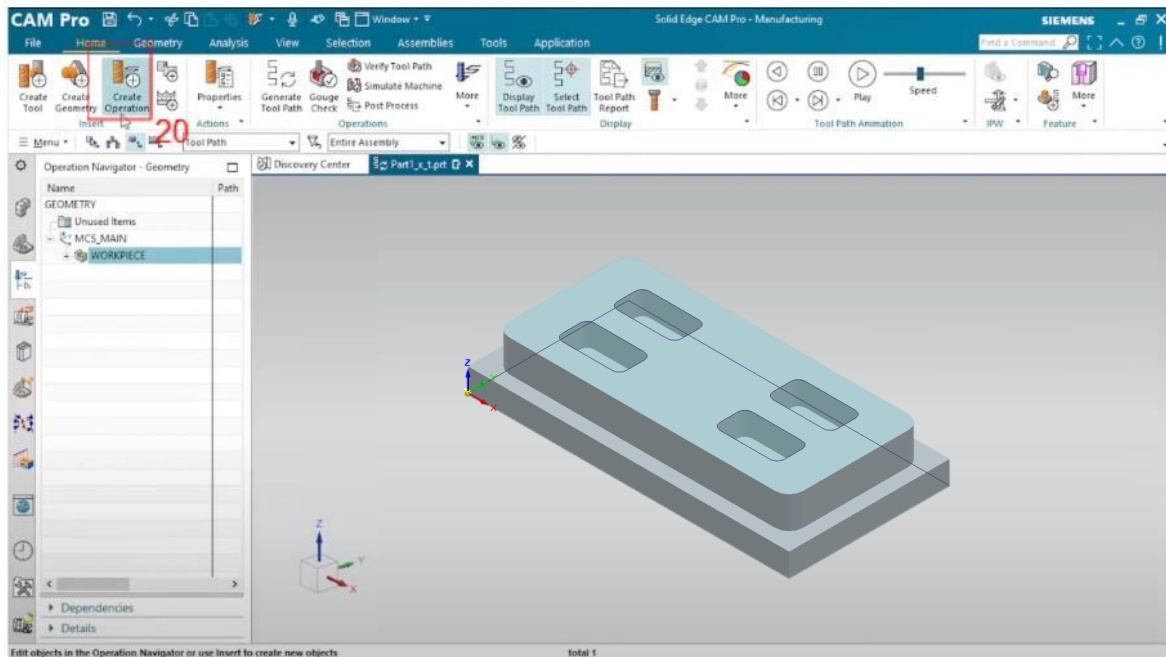 CAM Pro Window Solid Edge CAM Pro - Manufacturing SIEMENS
File Home Geometry Analysis View Selection Assemblies Tools Application Find a Command
Create Tool
Create Geometry
Create Operation
Properties
Generate Tool Path
Gouge Check
Verify Tool Path
Simulate Machine
Post Process
More
Display Tool Path
Select Tool Path
Tool Path Report
More
Play
Speed
More
Insert 20 Actions Operations Display Tool Path Animation IPW Feature
Menu Tool Path Entire Assembly
Operation Navigator - Geometry
Discovery Center Part1_x_t.prt
Name Path
GEOMETRY
Unused Items
MCS_MAIN
WORKPIECE
Z
Y
X
Z
Y
X
Dependencies
Details
Edit objects in the Operation Navigator or use Insert to create new objects total 1